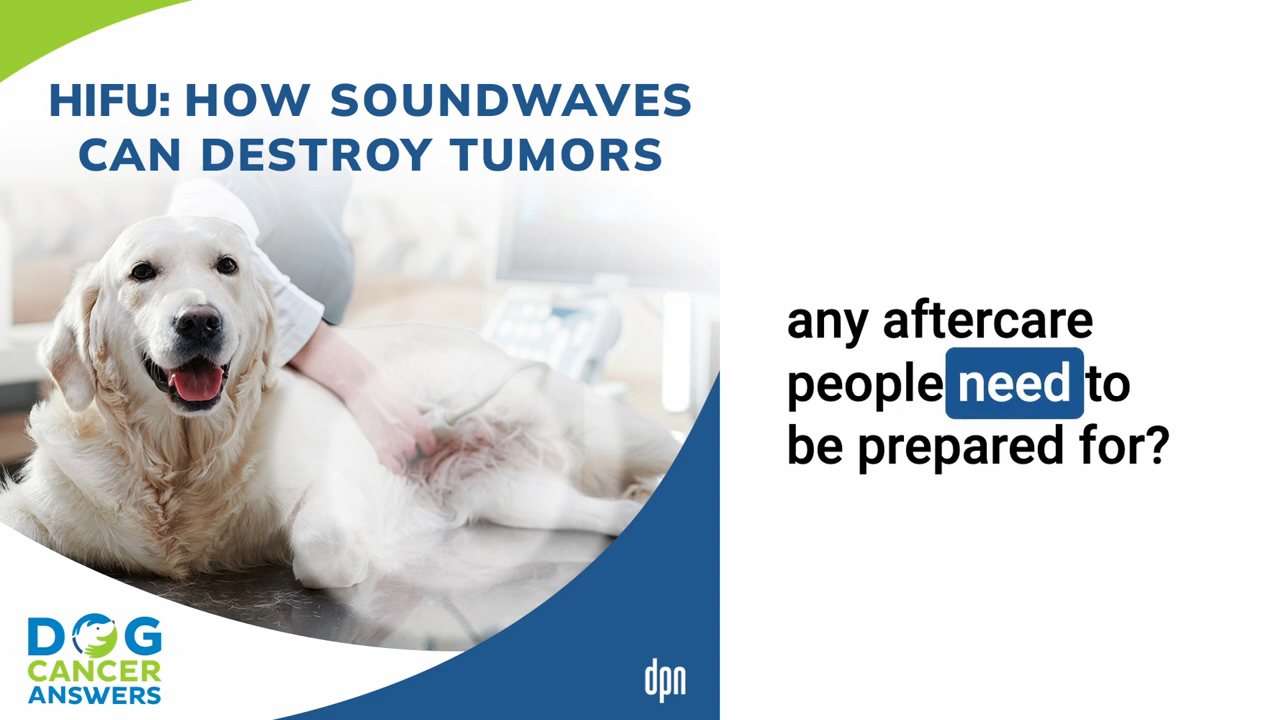 HIFU: HOW SOUNDWAVES
CAN DESTROY TUMORS
any aftercare
people need to
be prepared for?
DOG
CANCER
ANSWERS
dpn